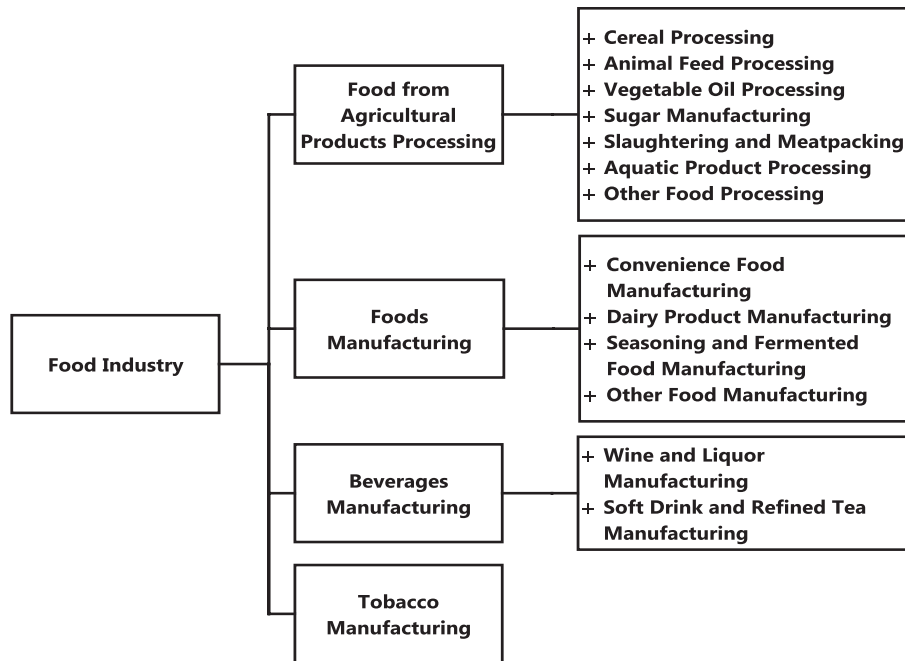 Food Industry
Food from
Agricultural
Products Processing
+ Cereal Processing
+ Animal Feed Processing
+ Vegetable Oil Processing
+ Sugar Manufacturing
+ Slaughtering and Meatpacking
+ Aquatic Product Processing
+ Other Food Processing
Foods
Manufacturing
+ Convenience Food
Manufacturing
+ Dairy Product Manufacturing
+ Seasoning and Fermented
Food Manufacturing
+ Other Food Manufacturing
Beverages
Manufacturing
+ Wine and Liquor
Manufacturing
+ Soft Drink and Refined Tea
Manufacturing
Tobacco
Manufacturing